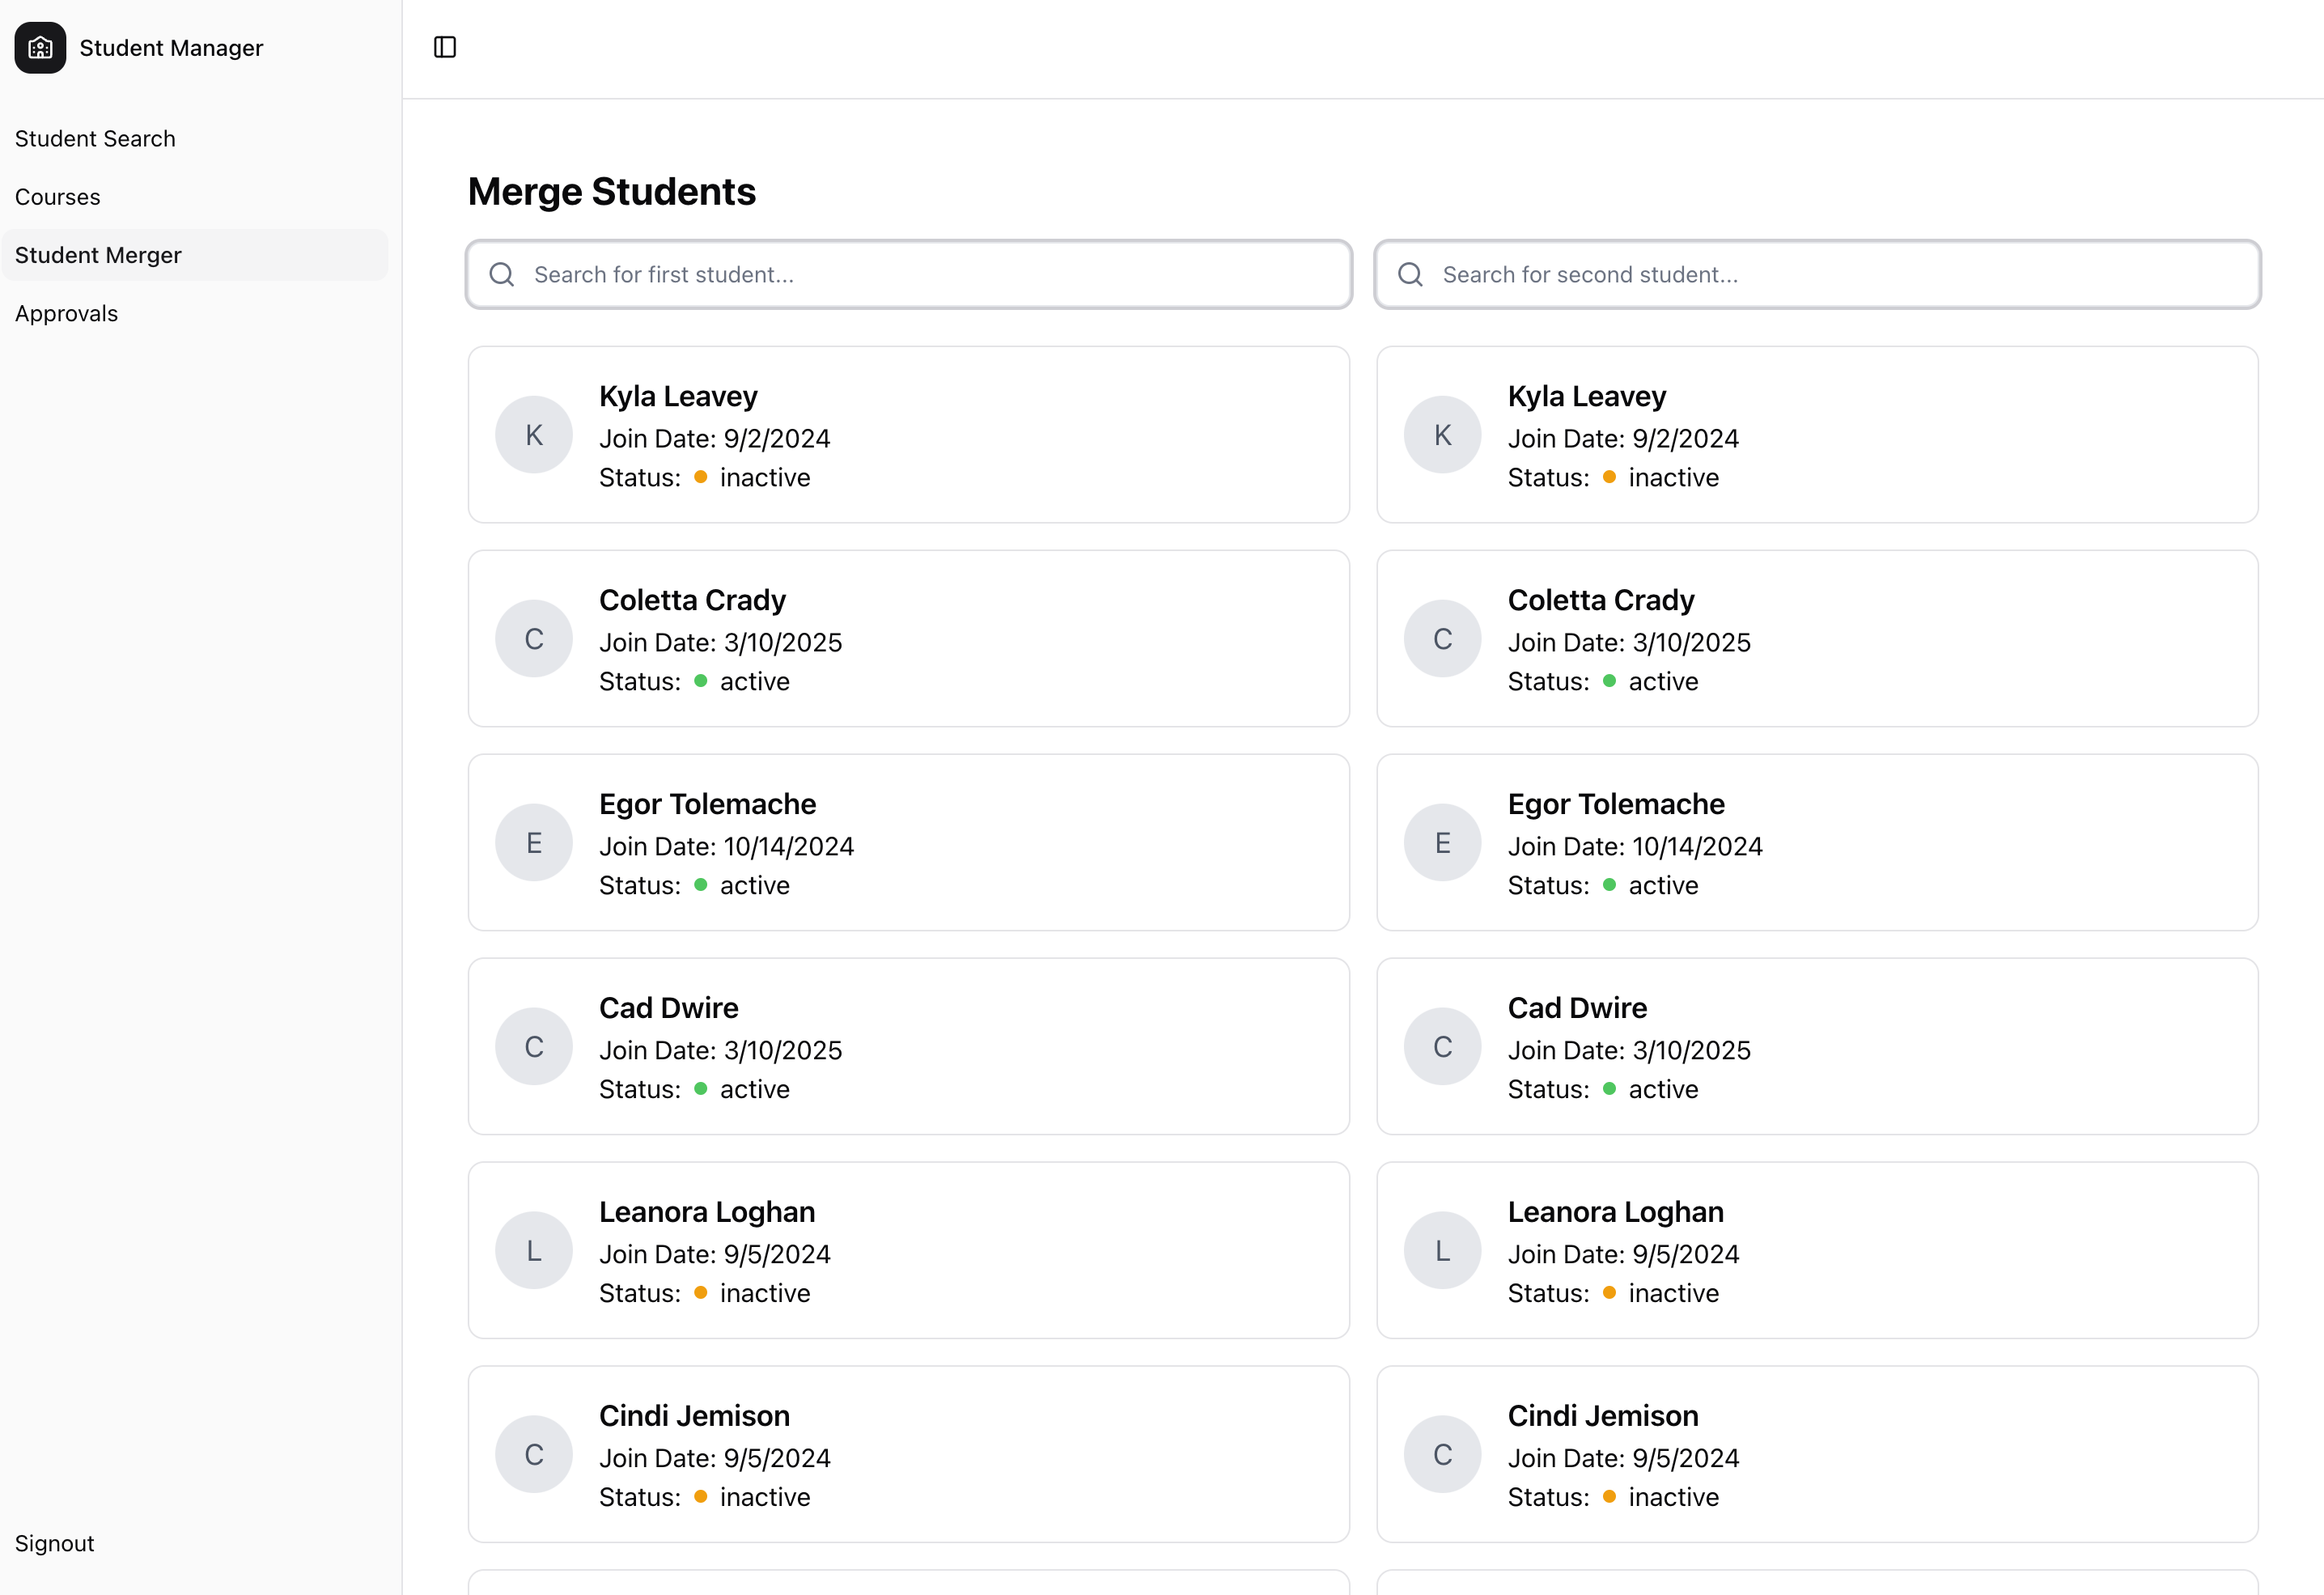 Student Manager
Student Search
Courses
Student Merger
Approvals
Signout
Merge Students
Search for first student...
Search for second student...
K
Kyla Leavey
Join Date: 9/2/2024
Status: inactive
K
Kyla Leavey
Join Date: 9/2/2024
Status: inactive
C
Coletta Crady
Join Date: 3/10/2025
Status: active
C
Coletta Crady
Join Date: 3/10/2025
Status: active
E
Egor Tolemache
Join Date: 10/14/2024
Status: active
E
Egor Tolemache
Join Date: 10/14/2024
Status: active
C
Cad Dwire
Join Date: 3/10/2025
Status: active
C
Cad Dwire
Join Date: 3/10/2025
Status: active
L
Leanora Loghan
Join Date: 9/5/2024
Status: inactive
L
Leanora Loghan
Join Date: 9/5/2024
Status: inactive
C
Cindi Jemison
Join Date: 9/5/2024
Status: inactive
C
Cindi Jemison
Join Date: 9/5/2024
Status: inactive